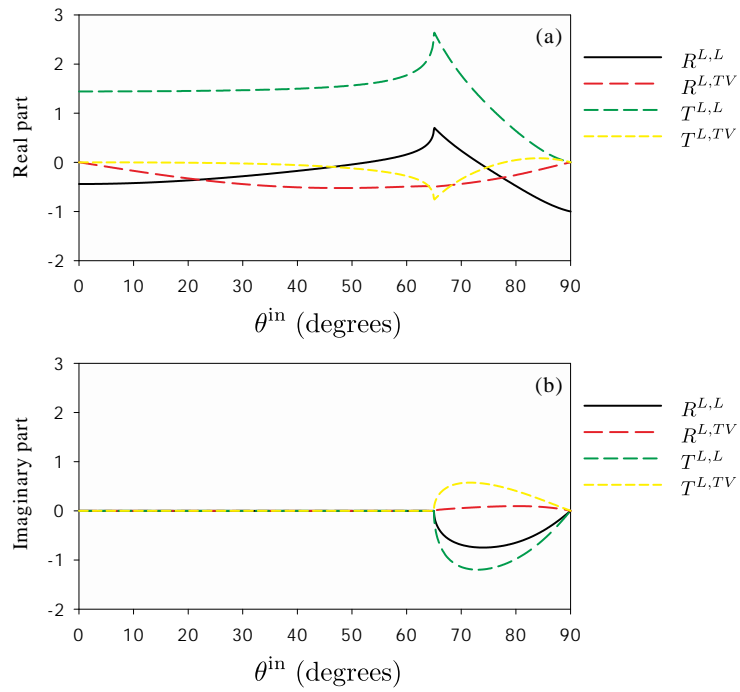 3
2
1
0
-1
-2
Real part
(a)
0 10 20 30 40 50 60 70 80 90
θ^in (degrees)
R^L,L
R^L,TV
T^L,L
T^L,TV
3
2
1
0
-1
-2
Imaginary part
(b)
0 10 20 30 40 50 60 70 80 90
θ^in (degrees)
R^L,L
R^L,TV
T^L,L
T^L,TV